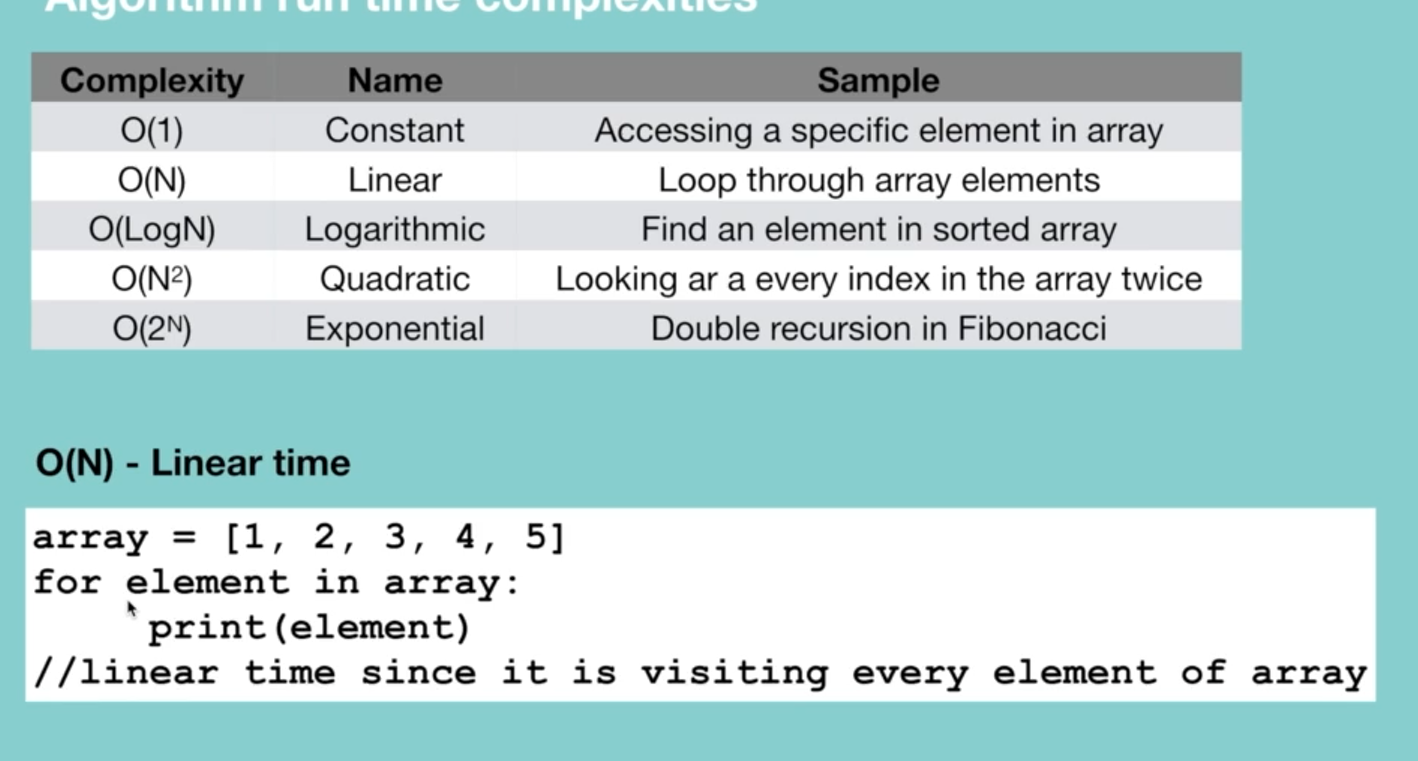 Algorithm run time complexities
Complexity Name Sample
O(1) Constant Accessing a specific element in array
O(N) Linear Loop through array elements
O(LogN) Logarithmic Find an element in sorted array
O(N²) Quadratic Looking ar a every index in the array twice
O(2ᴺ) Exponential Double recursion in Fibonacci
O(N) - Linear time
array = [1, 2, 3, 4, 5]
for element in array:
print(element)
//linear time since it is visiting every element of array